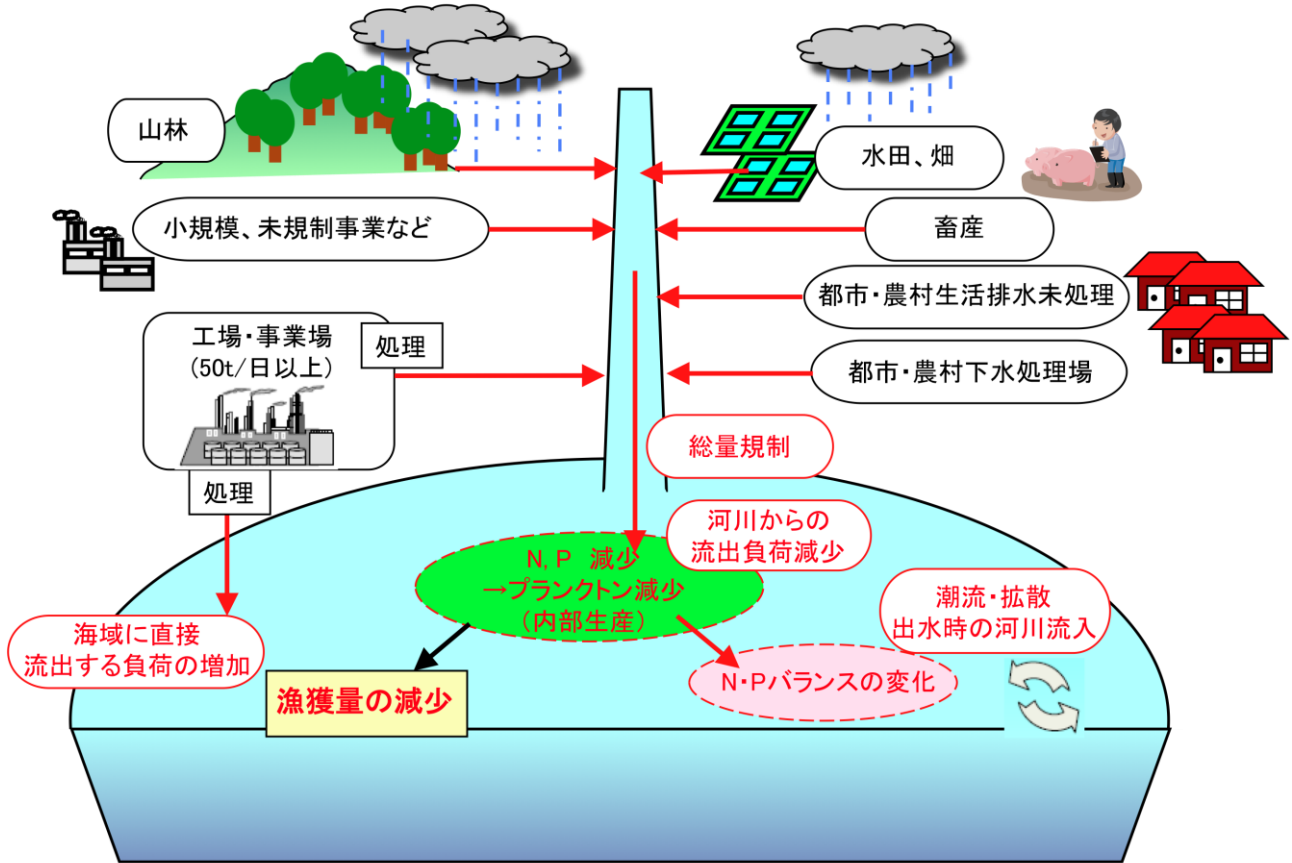 山林
水田、畑
小規模、未規制事業など
畜産
都市・農村生活排水未処理
工場・事業場
(50t/日以上)
処理
都市・農村下水処理場
総量規制
処理
河川からの
流出負荷減少
N, P 減少
→プランクトン減少
(内部生産)
潮流・拡散
出水時の河川流入
海域に直接
流出する負荷の増加
漁獲量の減少
N・Pバランスの変化